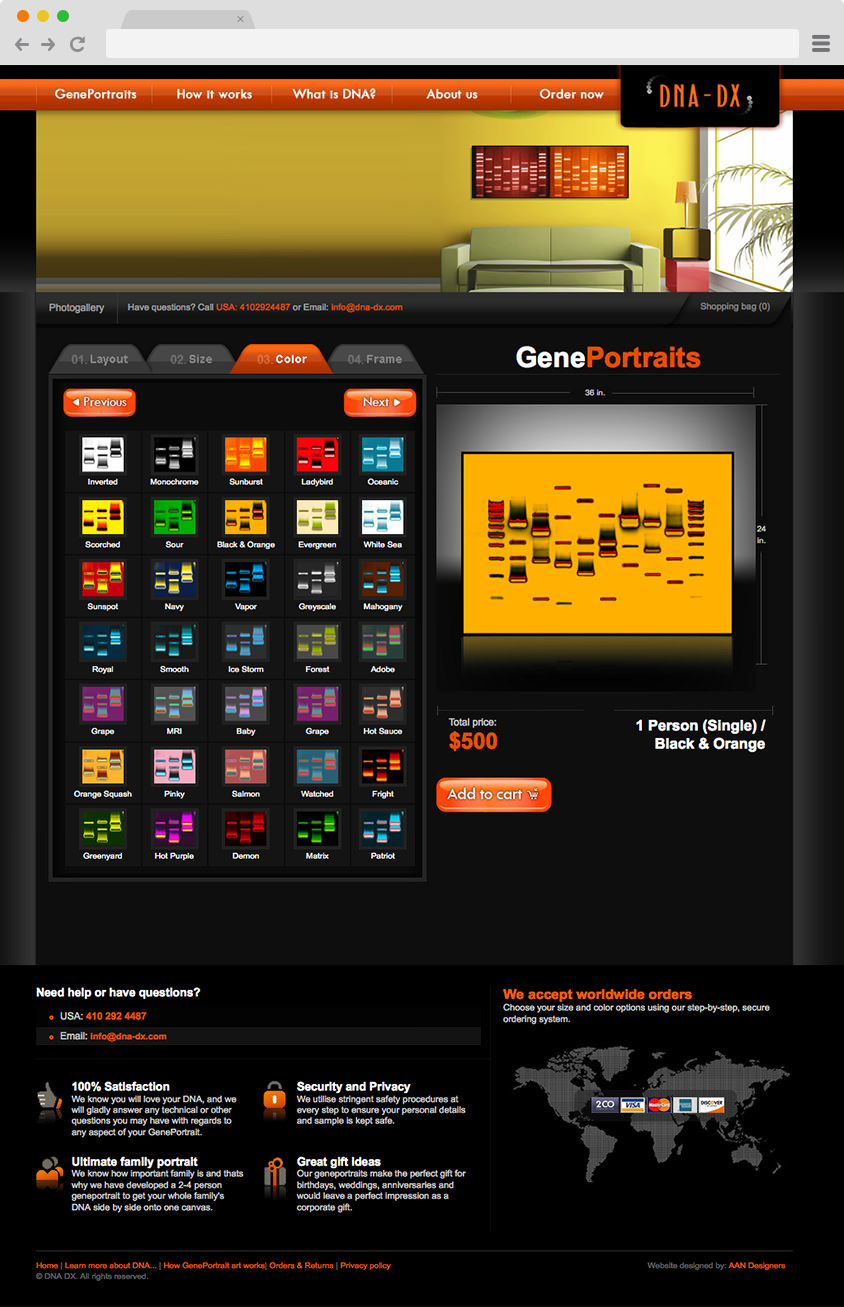 GenePortraits How it works What is DNA? About us Order now
DNA-DX
Photogallery Have questions? Call USA: 4102924487 or Email: info@dna-dx.com Shopping bag (0)
01. Layout 02. Size 03. Color 04. Frame
GenePortraits
Previous Next
36 in.
24
in.
Inverted Monochrome Sunburst Ladybird Oceanic
Scorched Sour Black & Orange Evergreen White Sea
Sunspot Navy Vapor Greyscale Mahogany
Royal Smooth Ice Storm Forest Adobe
Grape MRI Baby Grape Hot Sauce
Orange Squash Pinky Salmon Watched Fright
Greenyard Hot Purple Demon Matrix Patriot
Total price:
$500
1 Person (Single) /
Black & Orange
Add to cart
Need help or have questions?
USA: 410 292 4487
Email: info@dna-dx.com
100% Satisfaction
We know you will love your DNA, and we
will gladly answer any technical or other
questions you may have with regards to
any aspect of your GenePortrait.
Security and Privacy
We utilise stringent safety procedures at
every step to ensure your personal details
and sample is kept safe.
Ultimate family portrait
We know how important family is and thats
why we have developed a 2-4 person
geneportrait to get your whole family's
DNA side by side onto one canvas.
Great gift ideas
Our geneportraits make the perfect gift for
birthdays, weddings, anniversaries and
would leave a perfect impression as a
corporate gift.
We accept worldwide orders
Choose your size and color options using our step-by-step, secure
ordering system.
2CO VISA MasterCard DISCOVER
Home | Learn more about DNA... | How GenePortrait art works| Orders & Returns | Privacy policy
© DNA DX. All rights reserved.
Website designed by: AAN Designers